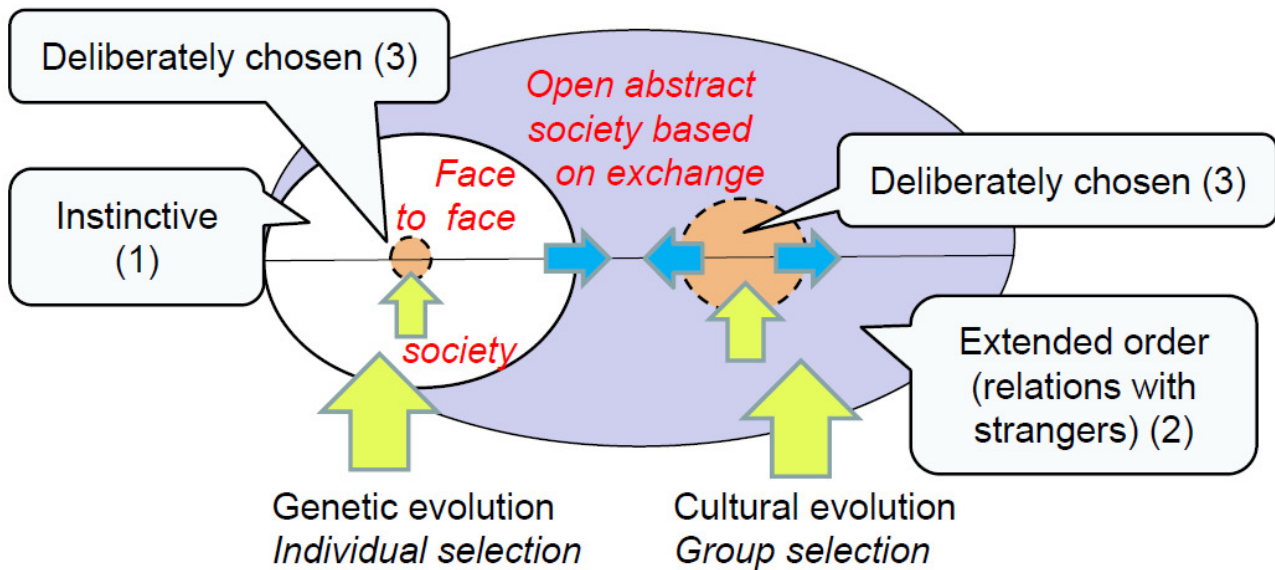 Deliberately chosen (3)
Open abstract
society based
on exchange
Face
to face
society
Instinctive
(1)
Deliberately chosen (3)
Extended order
(relations with
strangers) (2)
Genetic evolution
Individual selection
Cultural evolution
Group selection